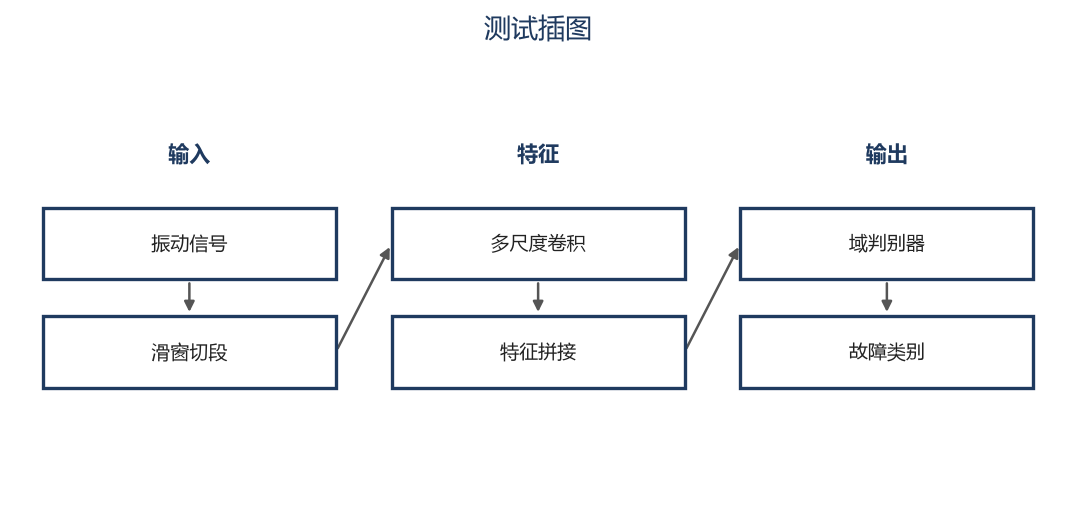 测试插图
输入
振动信号
滑窗切段
特征
多尺度卷积
特征拼接
输出
域判别器
故障类别